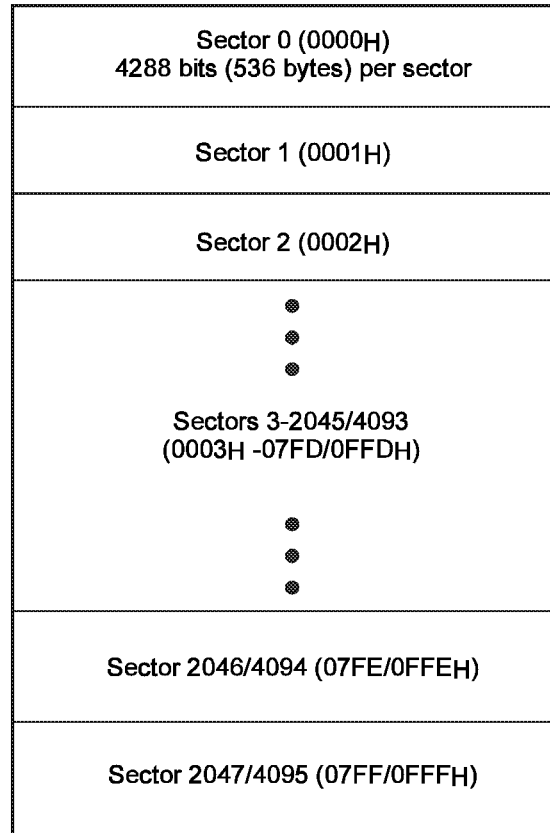 Sector 0 (0000H)
4288 bits (536 bytes) per sector
Sector 1 (0001H)
Sector 2 (0002H)
Sectors 3-2045/4093
(0003H -07FD/0FFDH)
Sector 2046/4094 (07FE/0FFEH)
Sector 2047/4095 (07FF/0FFFH)